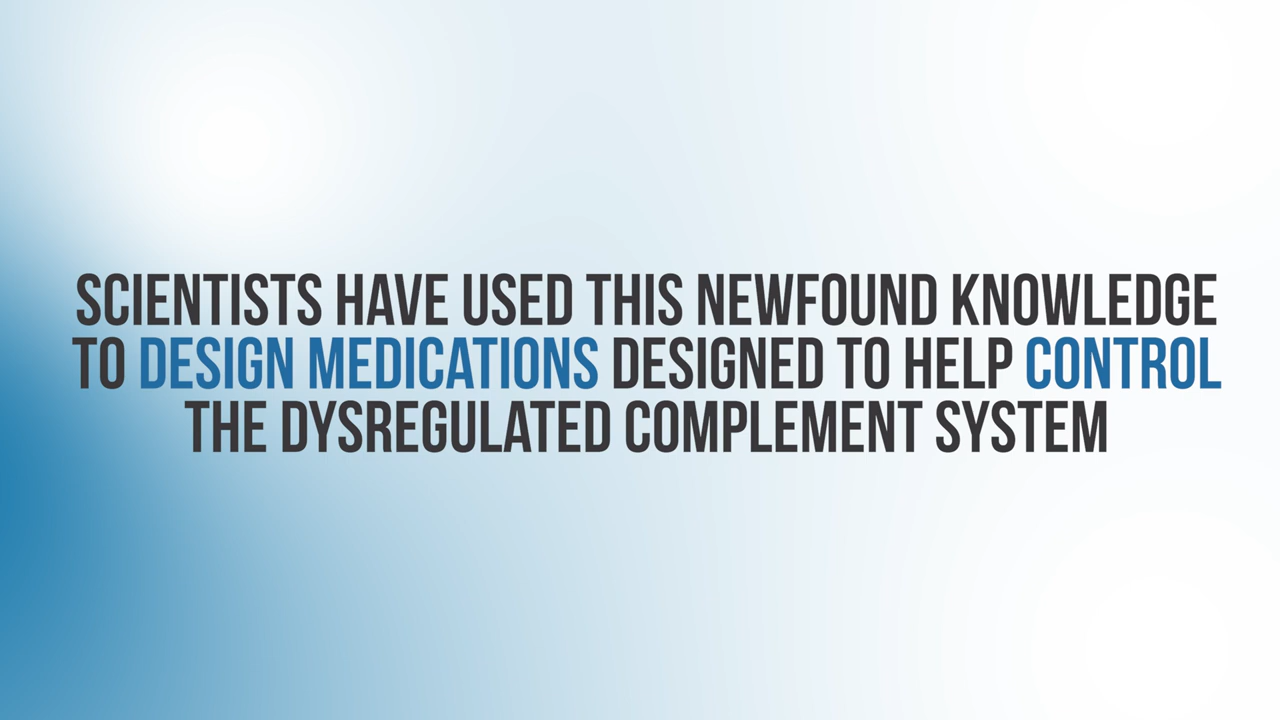 SCIENTISTS HAVE USED THIS NEWFOUND KNOWLEDGE
TO DESIGN MEDICATIONS DESIGNED TO HELP CONTROL
THE DYSREGULATED COMPLEMENT SYSTEM